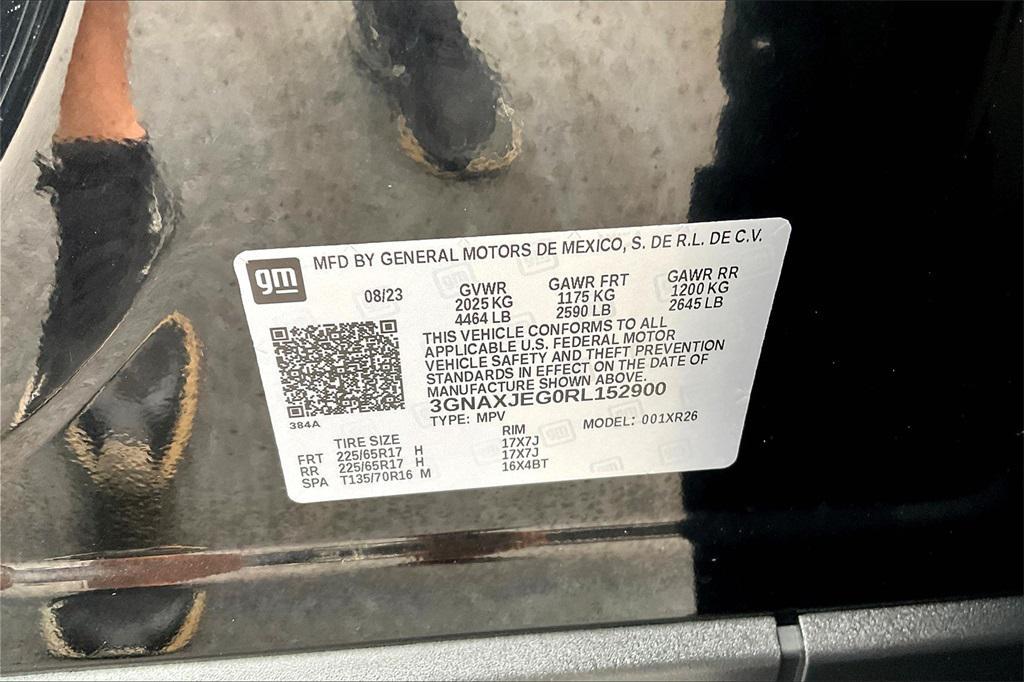 gm
MFD BY GENERAL MOTORS DE MEXICO, S. DE R.L. DE C.V.
08/23 GVWR GAWR FRT GAWR RR
2025 KG 1175 KG 1200 KG
4464 LB 2590 LB 2645 LB
THIS VEHICLE CONFORMS TO ALL
APPLICABLE U.S. FEDERAL MOTOR
VEHICLE SAFETY AND THEFT PREVENTION
STANDARDS IN EFFECT ON THE DATE OF
MANUFACTURE SHOWN ABOVE.
3GNAXJEG0RL152900
TYPE: MPV MODEL: 001XR26
384A
TIRE SIZE RIM
FRT 225/65R17 H 17X7J
RR 225/65R17 H 17X7J
SPA T135/70R16 M 16X4BT